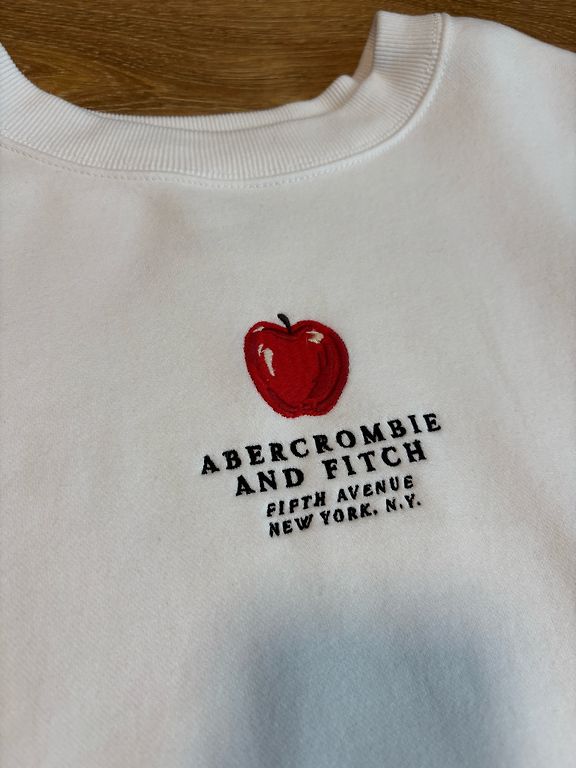 ABERCROMBIE
AND FITCH
FIFTH AVENUE
NEW YORK, N.Y.